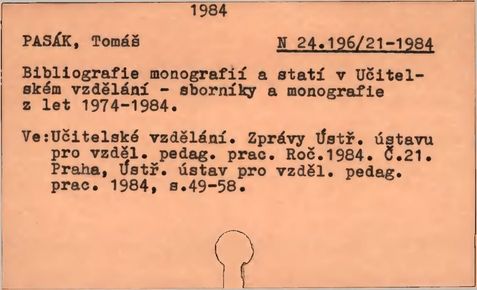 1984
PASÁK, Tomáš N 24.196/21-1984
Bibliografie monografií a statí v Učitel-
ském vzdělání - sborníky a monografie
z let 1974-1984.
Ve:Učitelské vzdělání. Zprávy Ústř. ústavu
pro vzděl. pedag. prac. Roč.1984. Č.21.
Praha, Ústř. ústav pro vzděl. pedag.
prac. 1984, s.49-58.